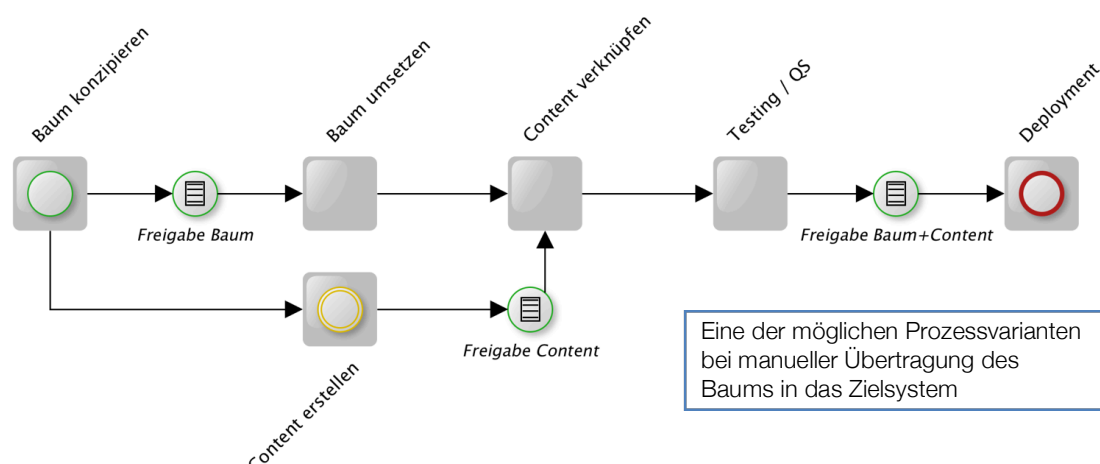 Baum konzipieren
Baum umsetzen
Content verknüpfen
Testing / QS
Deployment
Freigabe Baum
Freigabe Baum+Content
Freigabe Content
Content erstellen
Eine der möglichen Prozessvarianten
bei manueller Übertragung des
Baums in das Zielsystem